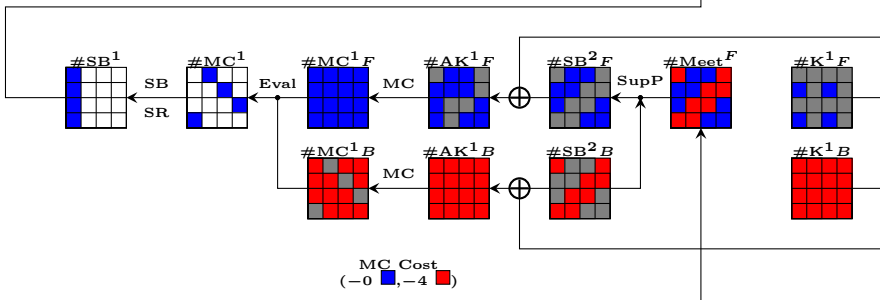 #SB¹ #MC¹ #MC¹F #AK¹F #SB²F #Meet^F #K¹F
SB Eval MC SupP
SR
#MC¹B #AK¹B #SB²B #K¹B
MC
MC Cost
(−0 ,−4 )